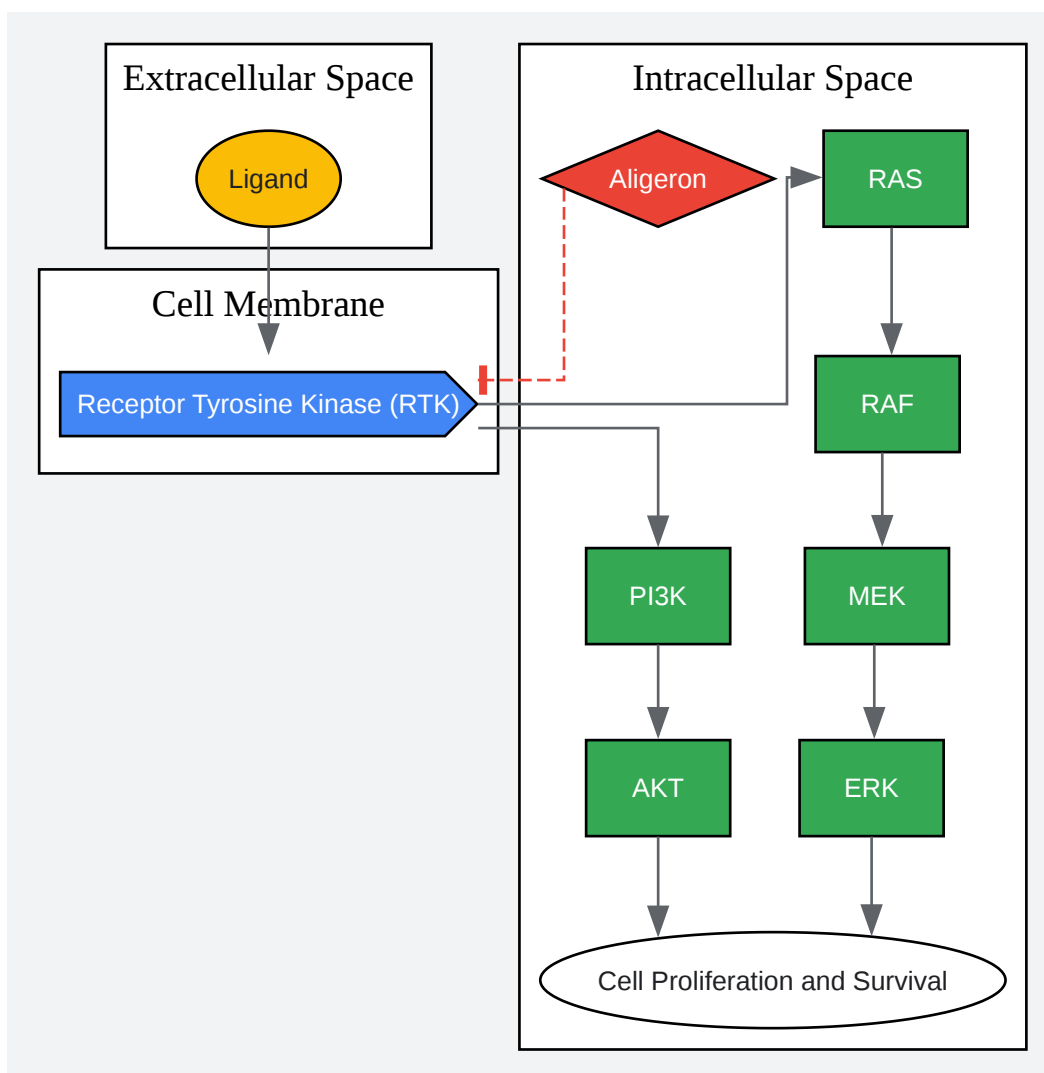 Extracellular Space
Ligand
Cell Membrane
Receptor Tyrosine Kinase (RTK)
Intracellular Space
Aligeron
RAS
RAF
PI3K
MEK
AKT
ERK
Cell Proliferation and Survival